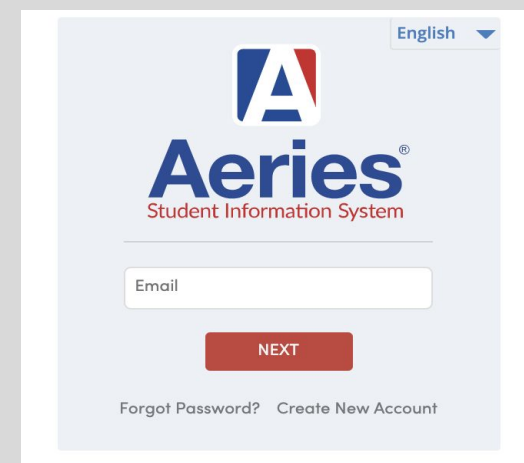 English
A
Aeries®
Student Information System
Email
NEXT
Forgot Password? Create New Account